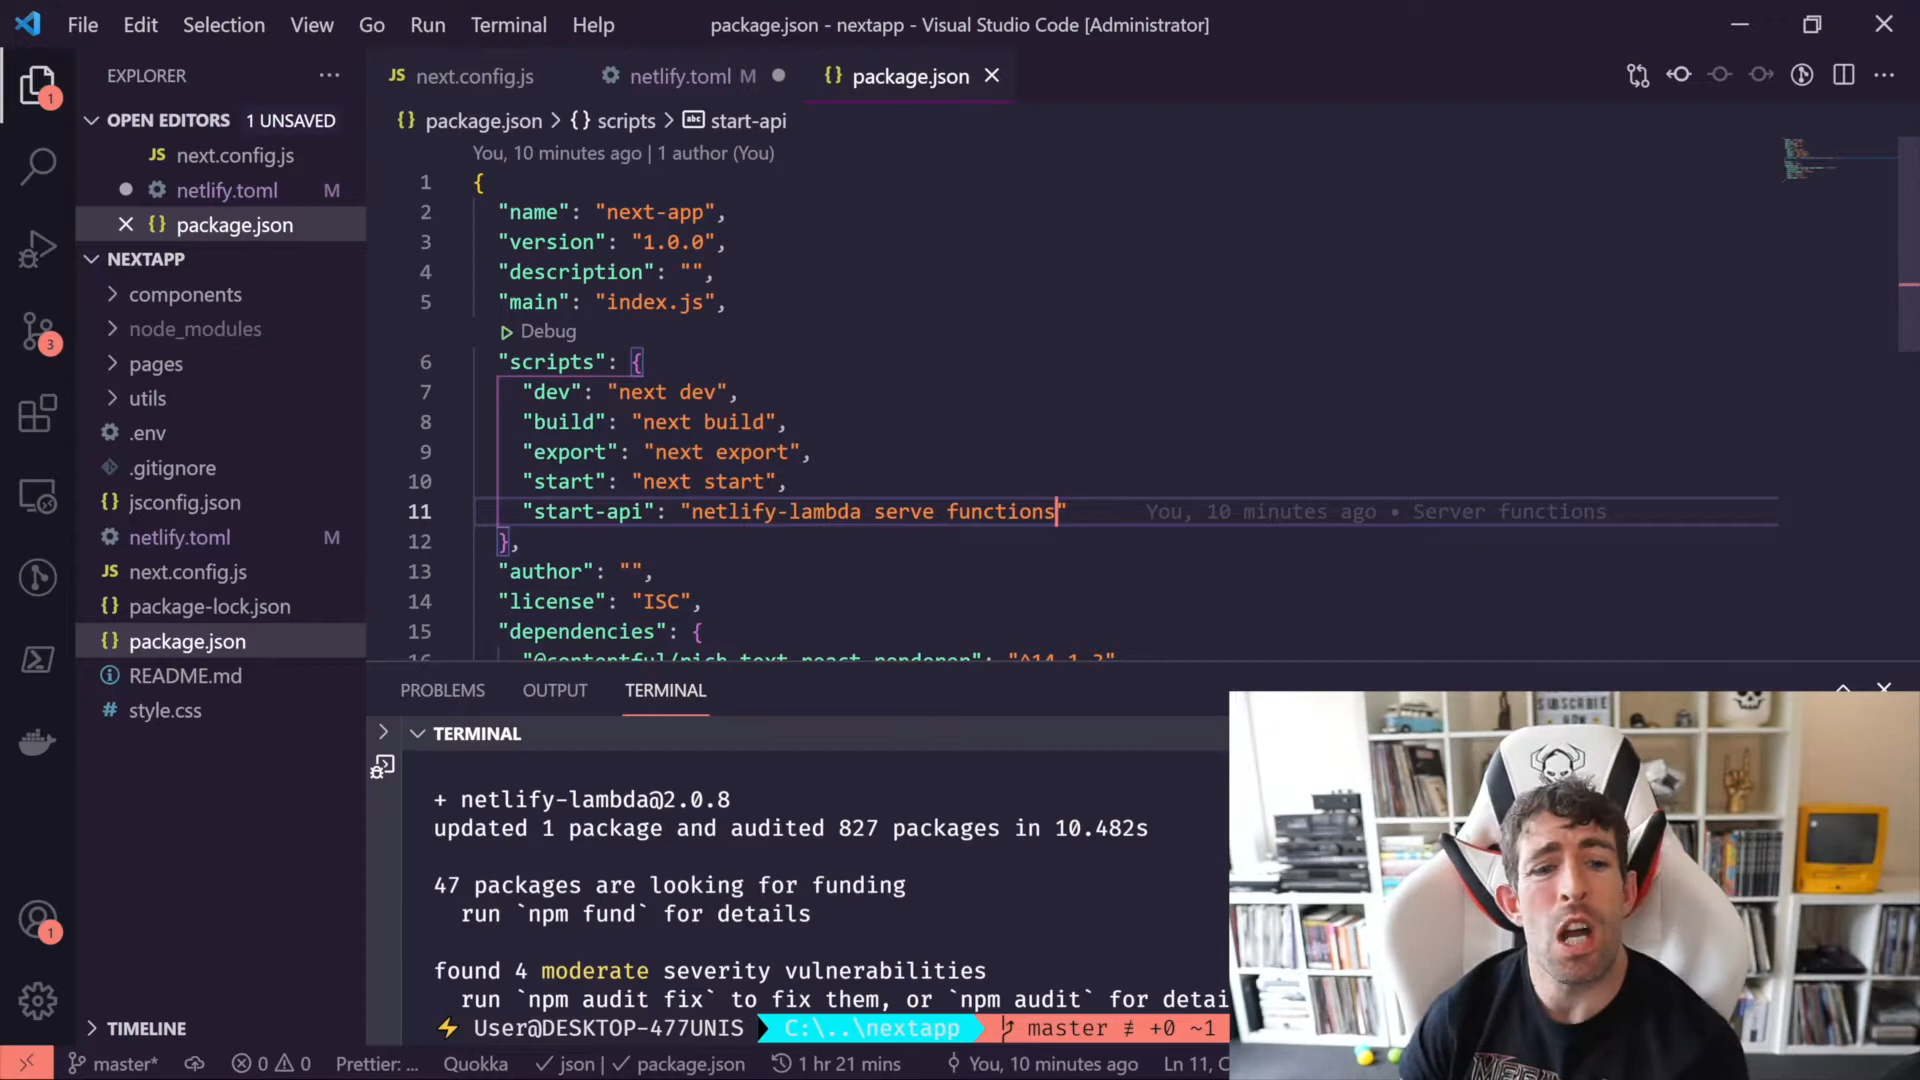 File Edit Selection View Go Run Terminal Help
package.json - nextapp - Visual Studio Code [Administrator]
EXPLORER
OPEN EDITORS 1 UNSAVED
next.config.js
netlify.toml M
package.json
NEXTAPP
components
node_modules
pages
utils
.env
.gitignore
jsconfig.json
netlify.toml M
next.config.js
package-lock.json
package.json
README.md
style.css
TIMELINE
1
3
1
JS next.config.js netlify.toml M {} package.json
{} package.json > {} scripts > abc start-api
You, 10 minutes ago | 1 author (You)
1 {
2 "name": "next-app",
3 "version": "1.0.0",
4 "description": "",
5 "main": "index.js",
Debug
6 "scripts": {
7 "dev": "next dev",
8 "build": "next build",
9 "export": "next export",
10 "start": "next start",
11 "start-api": "netlify-lambda serve functions" You, 10 minutes ago • Server functions
12 },
13 "author": "",
14 "license": "ISC",
15 "dependencies": {
PROBLEMS OUTPUT TERMINAL
TERMINAL
+ netlify-lambda@2.0.8
updated 1 package and audited 827 packages in 10.482s
47 packages are looking for funding
run `npm fund` for details
found 4 moderate severity vulnerabilities
run `npm audit fix` to fix them, or `npm audit` for detai
User@DESKTOP-477UNIS C:\..\nextapp master ≢ +0 ~1
master* 0 0 Prettier: ... Quokka json | package.json 1 hr 21 mins You, 10 minutes ago Ln 11, C
SUBSCRIBE
NOW